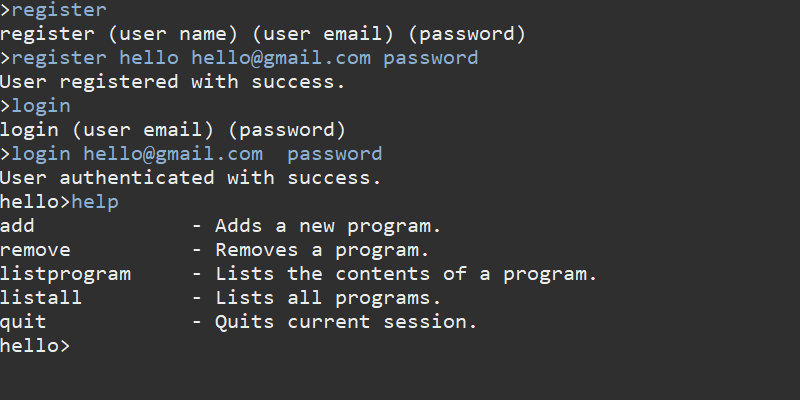 >register
register (user name) (user email) (password)
>register hello hello@gmail.com password
User registered with success.
>login
login (user email) (password)
>login hello@gmail.com  password
User authenticated with success.
hello>help
add             - Adds a new program.
remove          - Removes a program.
listprogram     - Lists the contents of a program.
listall         - Lists all programs.
quit            - Quits current session.
hello>